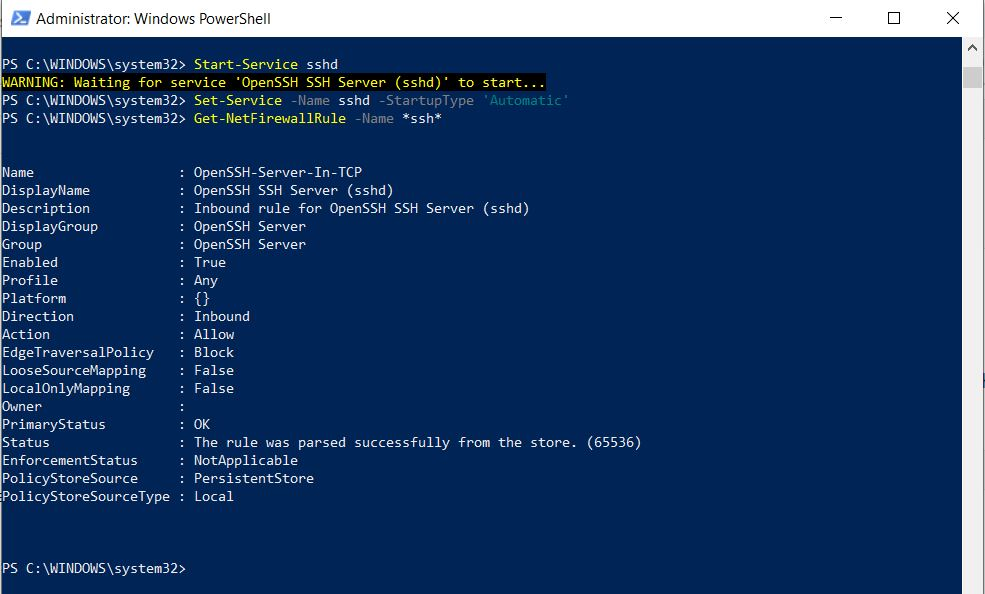 Administrator: Windows PowerShell
PS C:\WINDOWS\system32> Start-Service sshd
WARNING: Waiting for service 'OpenSSH SSH Server (sshd)' to start...
PS C:\WINDOWS\system32> Set-Service -Name sshd -StartupType 'Automatic'
PS C:\WINDOWS\system32> Get-NetFirewallRule -Name *ssh*
Name                  : OpenSSH-Server-In-TCP
DisplayName           : OpenSSH SSH Server (sshd)
Description           : Inbound rule for OpenSSH SSH Server (sshd)
DisplayGroup          : OpenSSH Server
Group                 : OpenSSH Server
Enabled               : True
Profile               : Any
Platform              : {}
Direction             : Inbound
Action                : Allow
EdgeTraversalPolicy   : Block
LooseSourceMapping    : False
LocalOnlyMapping      : False
Owner                 :
PrimaryStatus         : OK
Status                : The rule was parsed successfully from the store. (65536)
EnforcementStatus     : NotApplicable
PolicyStoreSource     : PersistentStore
PolicyStoreSourceType : Local
PS C:\WINDOWS\system32>